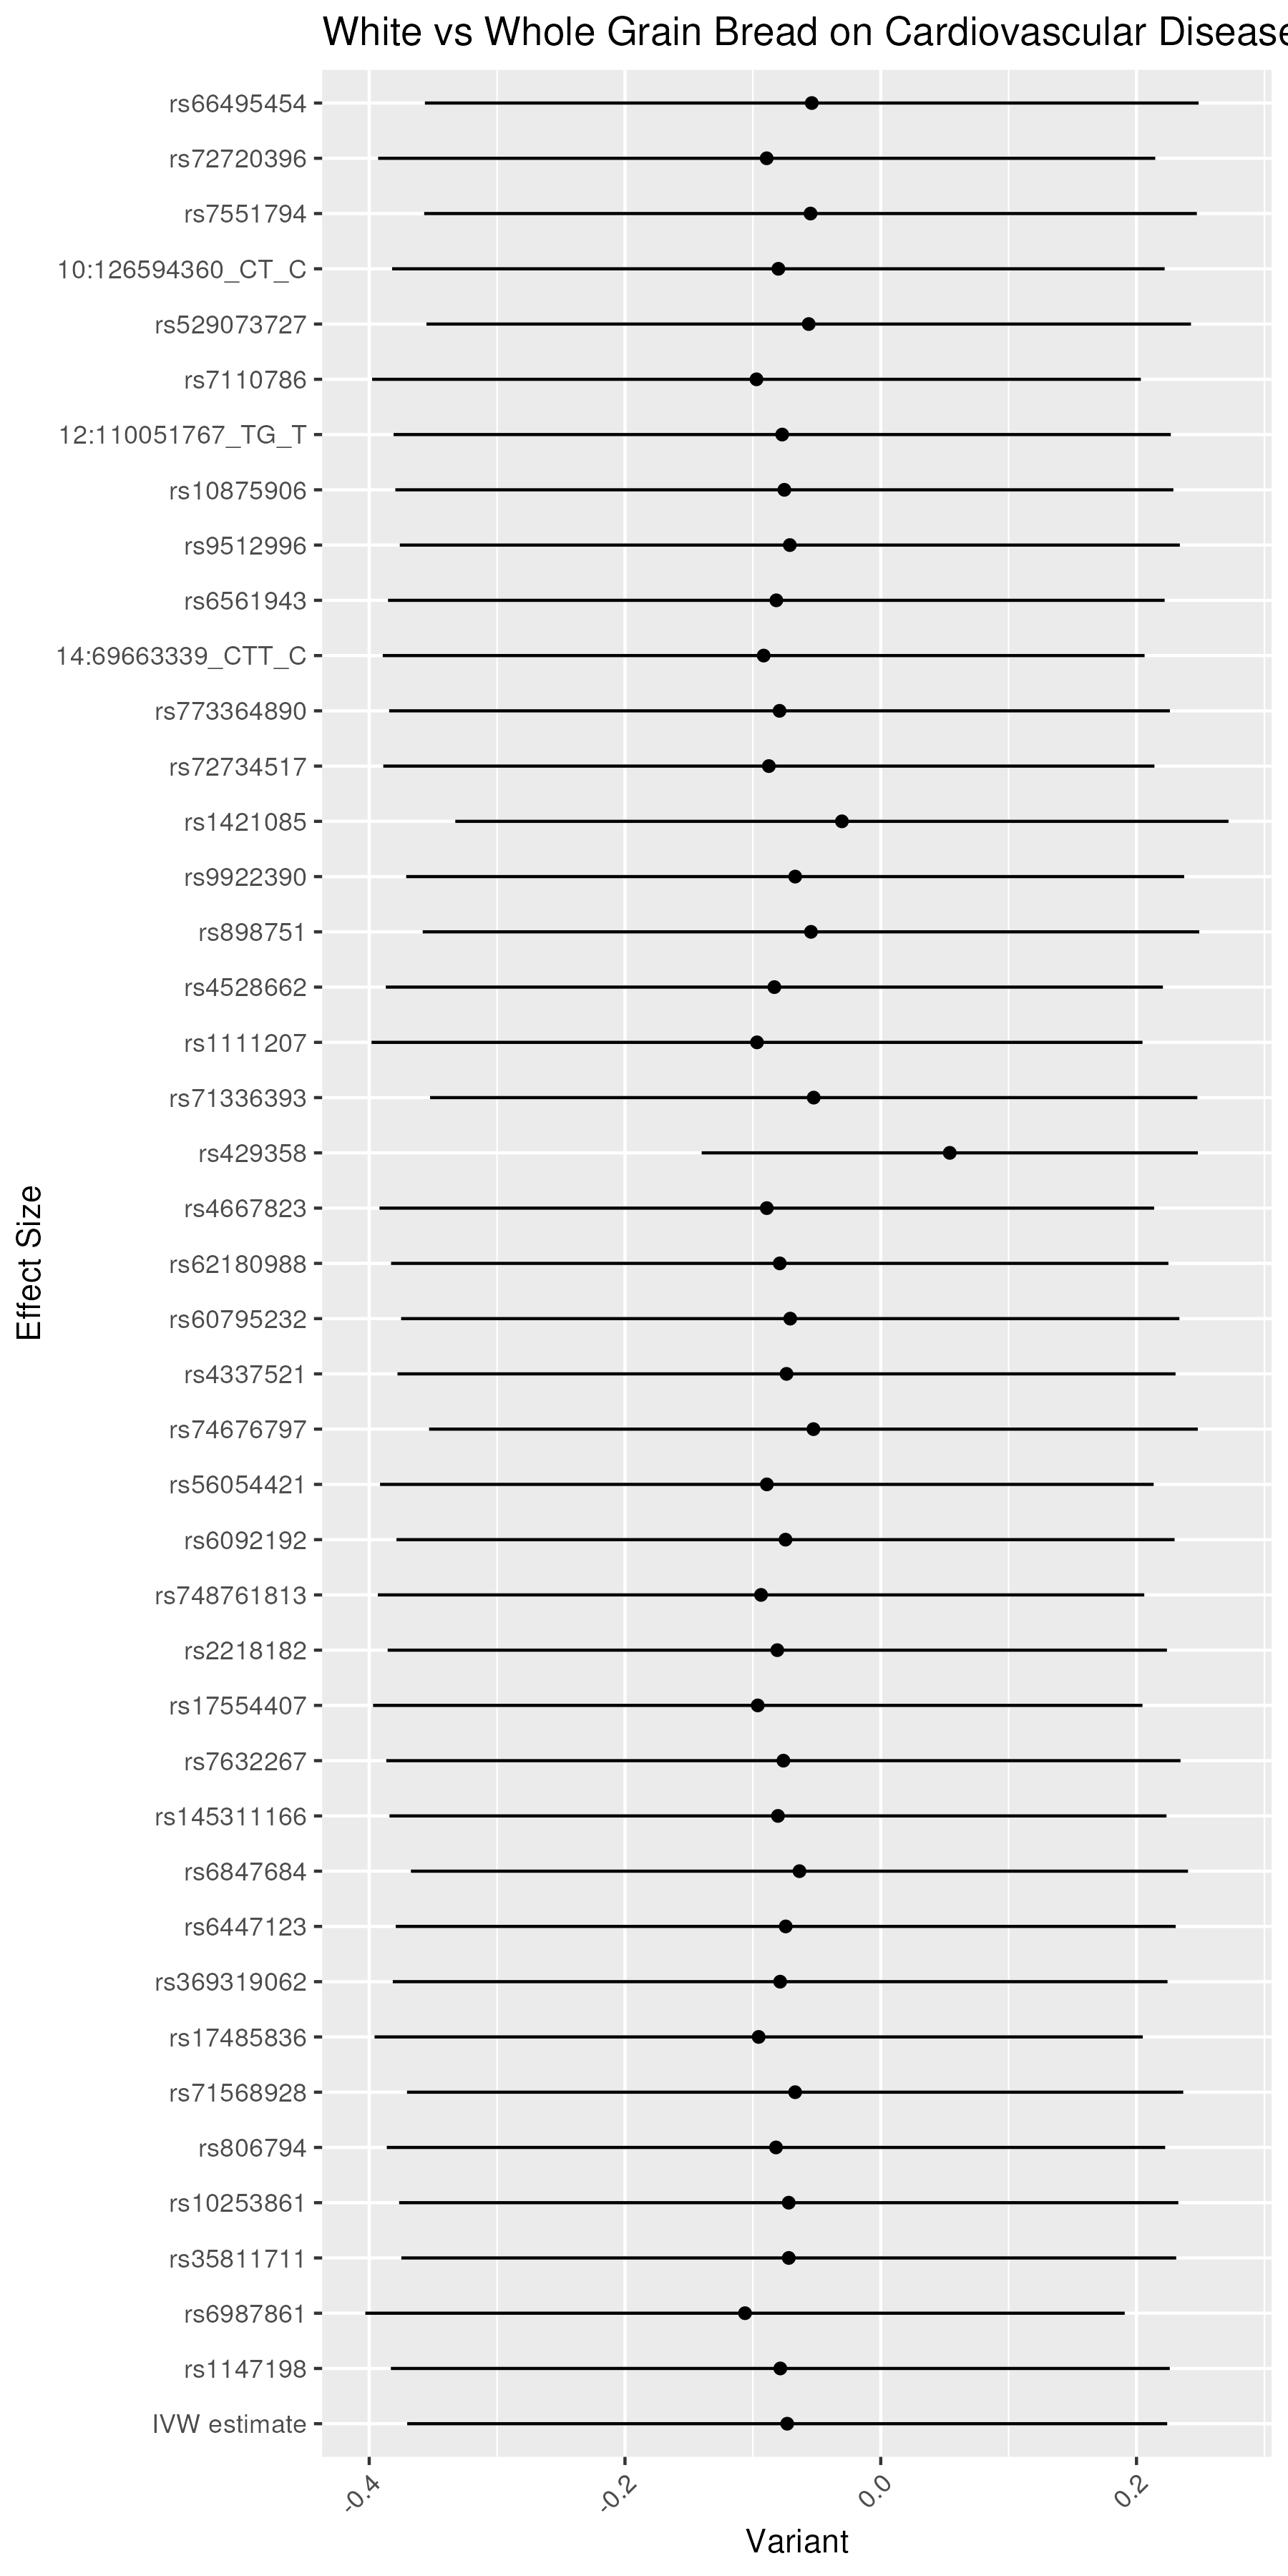 White vs Whole Grain Bread on Cardiovascular Disease
rs66495454
rs72720396
rs7551794
10:126594360_CT_C
rs529073727
rs7110786
12:110051767_TG_T
rs10875906
rs9512996
rs6561943
14:69663339_CTT_C
rs773364890
rs72734517
rs1421085
rs9922390
rs898751
rs4528662
rs1111207
rs71336393
rs429358
rs4667823
rs62180988
rs60795232
rs4337521
rs74676797
rs56054421
rs6092192
rs748761813
rs2218182
rs17554407
rs7632267
rs145311166
rs6847684
rs6447123
rs369319062
rs17485836
rs71568928
rs806794
rs10253861
rs35811711
rs6987861
rs1147198
IVW estimate
Effect Size
-0.4 -0.2 0.0 0.2
Variant